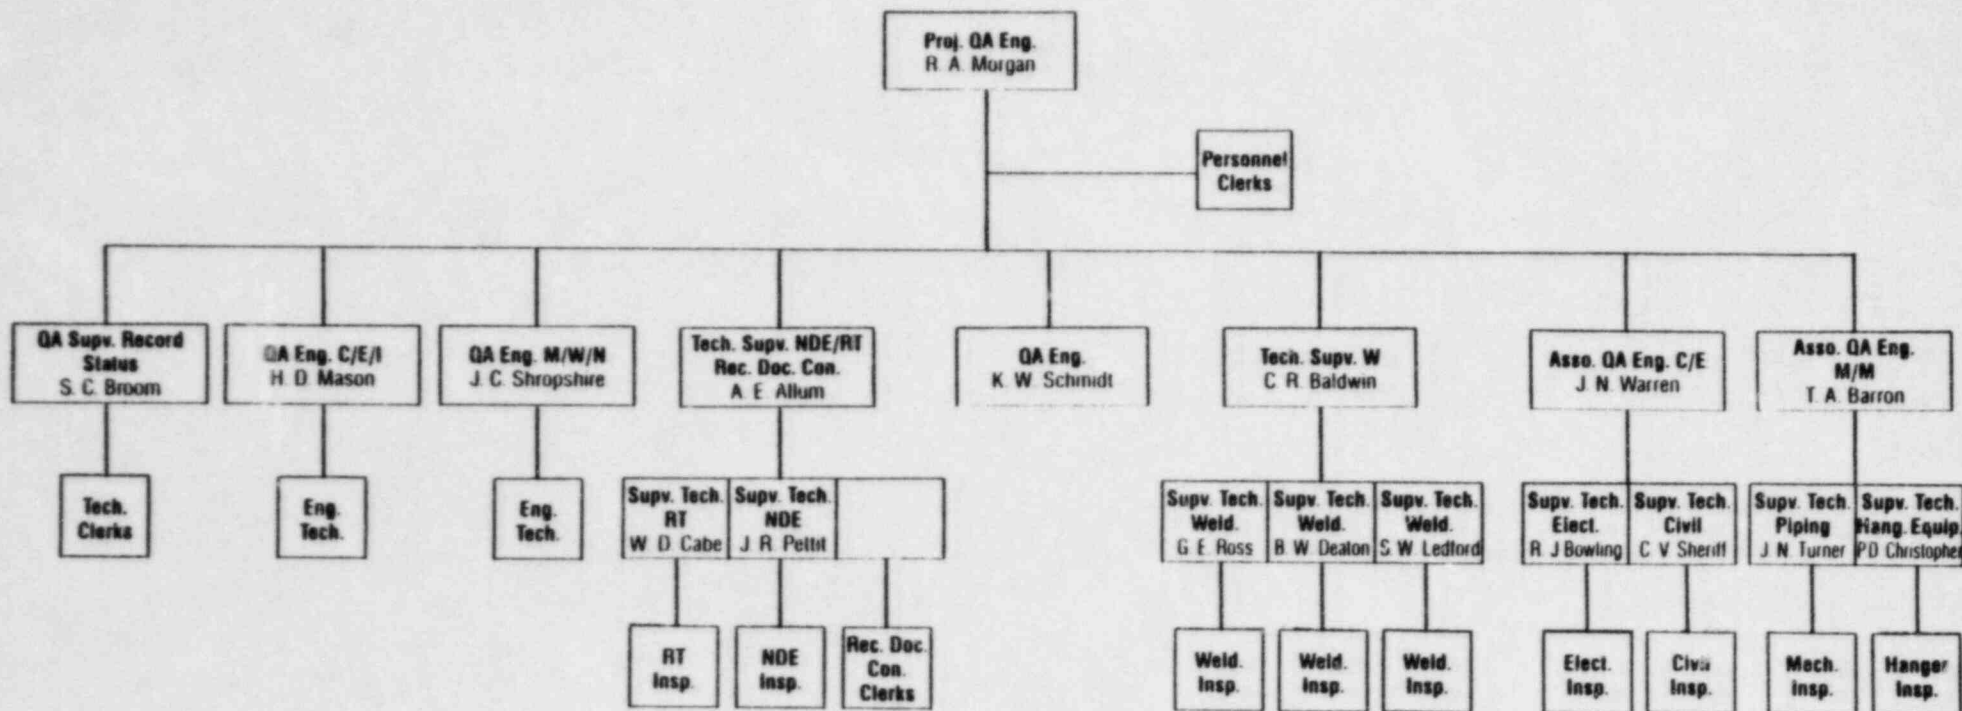 Proj. QA Eng.
R. A. Morgan
Personnel
Clerks
QA Supv. Record
Status
S. C. Broom
QA Eng. C/E/I
H. D. Mason
QA Eng. M/W/N
J. C. Shropshire
Tech. Supv. NDE/RT
Rec. Doc. Con.
A. E. Allum
QA Eng.
K. W. Schmidt
Tech. Supv. W
C. R. Baldwin
Asso. QA Eng. C/E
J. N. Warren
Asso. QA Eng.
M/M
T. A. Barron
Tech.
Clerks
Eng.
Tech.
Eng.
Tech.
Supv. Tech.
RT
W. D. Cabe
Supv. Tech.
NDE
J. R. Pettit
Supv. Tech.
Weld.
G. E. Ross
Supv. Tech.
Weld.
B. W. Deaton
Supv. Tech.
Weld.
S. W. Ledford
Supv. Tech.
Elect.
R. J Bowling
Supv. Tech.
Civil
C. V. Sheriff
Supv. Tech.
Piping
J. N. Turner
Supv. Tech.
Hang. Equip.
P.D. Christopher
RT
Insp.
NDE
Insp.
Rec. Doc.
Con.
Clerks
Weld.
Insp.
Weld.
Insp.
Weld.
Insp.
Elect.
Insp.
Civil
Insp.
Mech.
Insp.
Hanger
Insp.